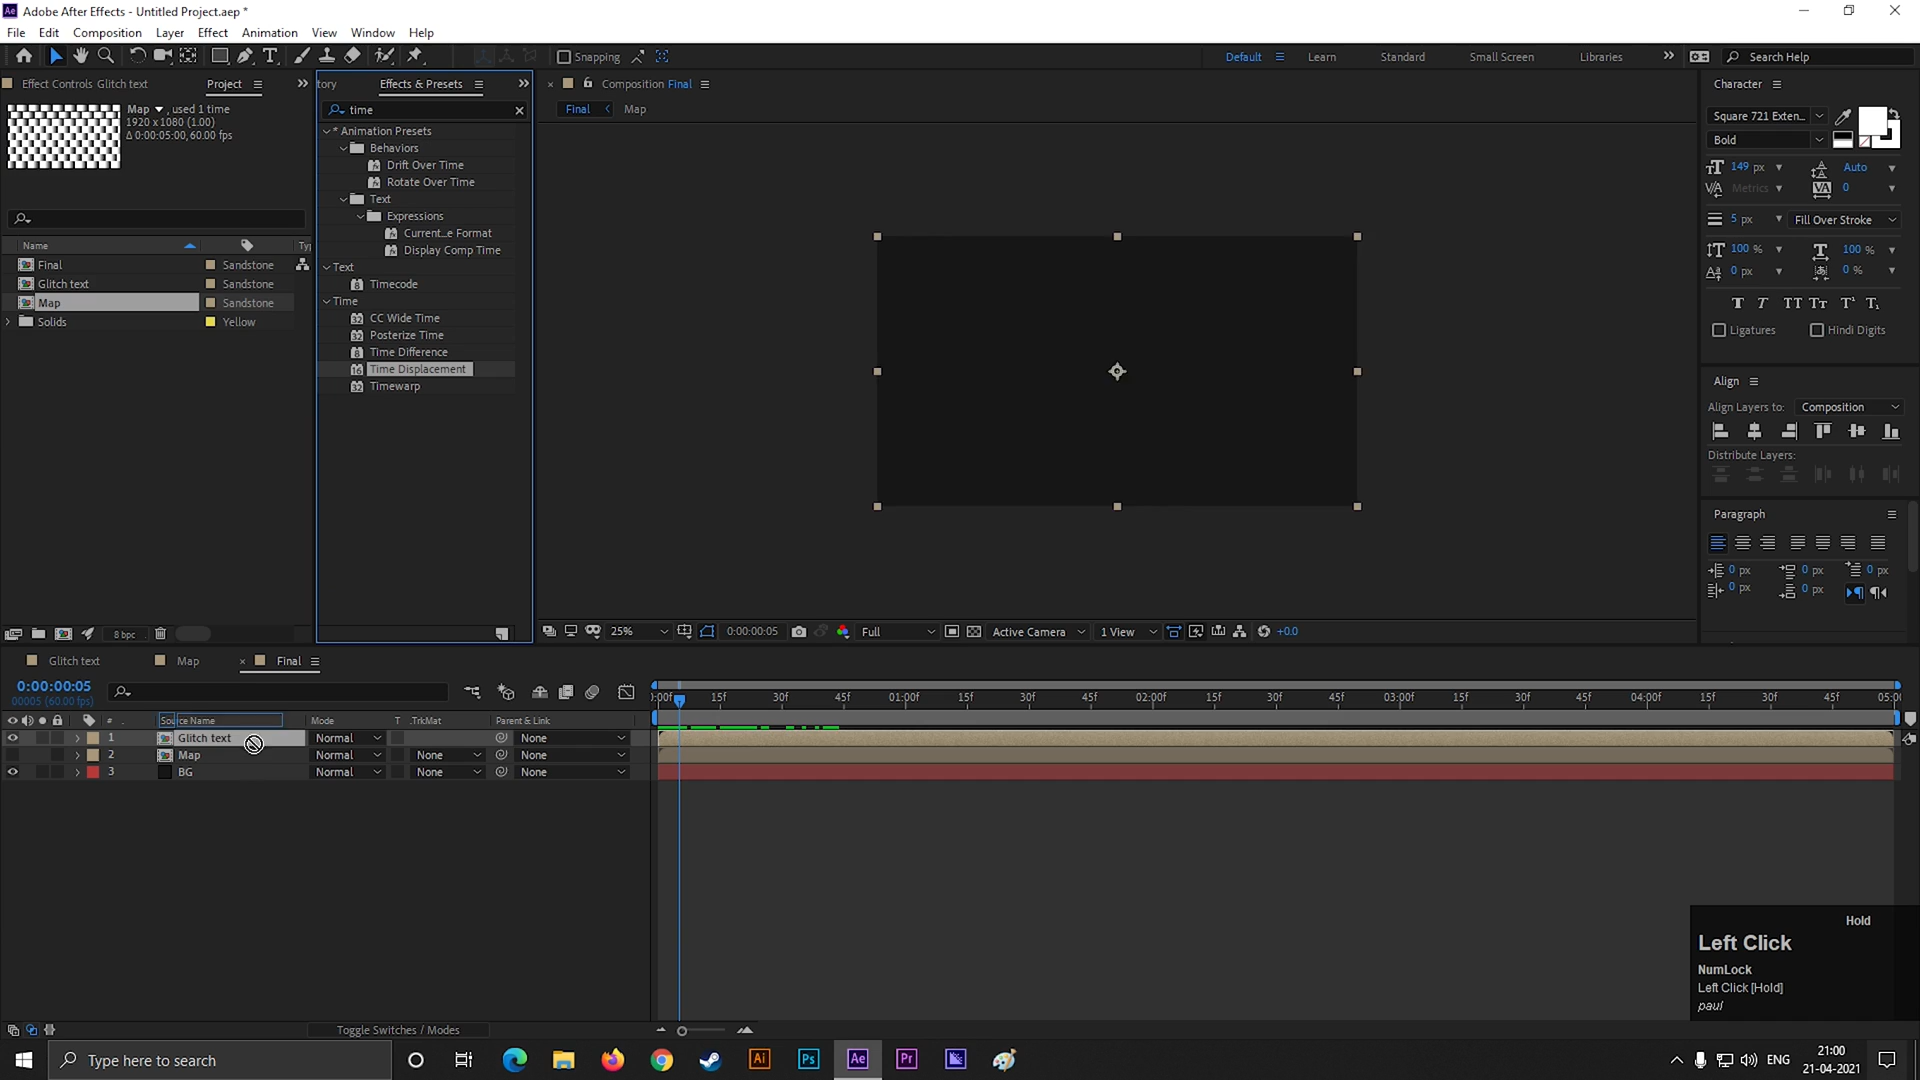 Adobe After Effects - Untitled Project.aep *
File Edit Composition Layer Effect Animation View Window Help
Snapping
Default Learn Standard Small Screen Libraries Search Help
Effect Controls Glitch text Project
Map , used 1 time
1920 x 1080 (1.00)
Δ 0:00:05:00, 60.00 fps
Name Typ
Final Sandstone
Glitch text Sandstone
Map Sandstone
Solids Yellow
8 bpc
tory Effects & Presets
time
* Animation Presets
Behaviors
Drift Over Time
Rotate Over Time
Text
Expressions
Current...e Format
Display Comp Time
Text
Timecode
Time
CC Wide Time
Posterize Time
Time Difference
Time Displacement
Timewarp
Composition Final
Final Map
25% 0:00:00:05 Full Active Camera 1 View +0.0
Character
Square 721 Exten...
Bold
149 px Auto
Metrics 0
5 px Fill Over Stroke
100 % 100 %
0 px 0 %
Ligatures Hindi Digits
Align
Align Layers to: Composition
Distribute Layers:
Paragraph
0 px 0 px 0 px
0 px 0 px
Glitch text Map Final
0:00:00:05
00005 (60.00 fps)
):00f 15f 30f 45f 01:00f 15f 30f 45f 02:00f 15f 30f 45f 03:00f 15f 30f 45f 04:00f 15f 30f 45f 05:00
# Source Name Mode T .TrkMat Parent & Link
1 Glitch text Normal None
2 Map Normal None None
3 BG Normal None None
Toggle Switches / Modes
Hold
Left Click
NumLock
Left Click [Hold]
paul
Type here to search
Ai Ps Ae Pr
ENG
21:00
21-04-2021